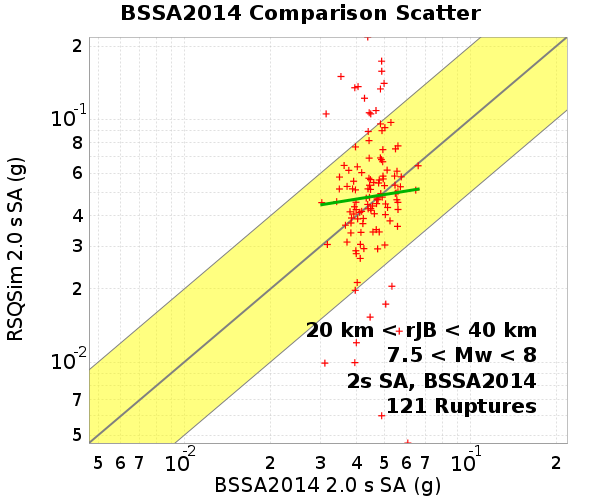 BSSA2014 Comparison Scatter
RSQSim 2.0 s SA (g)
2
10-1
8
6
4
3
2
10-2
7
5
20 km < rJB < 40 km
7.5 < Mw < 8
2s SA, BSSA2014
121 Ruptures
5 6 7 10-2 2 3 4 5 6 7 10-1 2
BSSA2014 2.0 s SA (g)